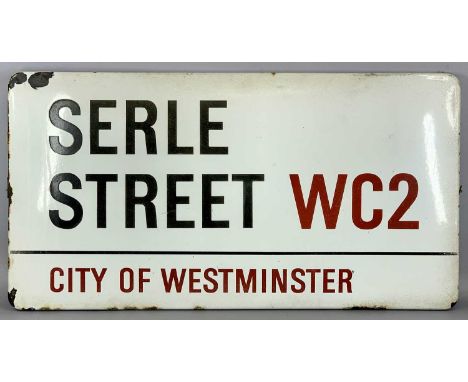 SERLE
STREET WC2
CITY OF WESTMINSTER